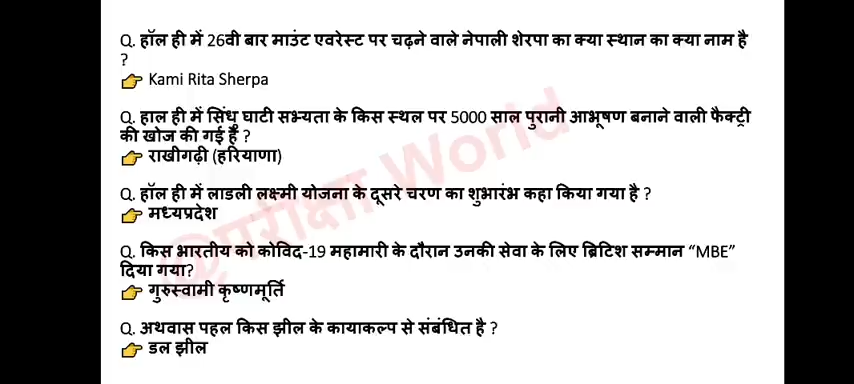 Q. हॉल ही में 26वी बार माउंट एवरेस्ट पर चढ़ने वाले नेपाली शेरपा का क्या स्थान का क्या नाम है
?
👉 Kami Rita Sherpa
Q. हाल ही में सिंधु घाटी सभ्यता के किस स्थल पर 5000 साल पुरानी आभूषण बनाने वाली फैक्ट्री
की खोज की गई है ?
👉 राखीगढ़ी (हरियाणा)
Q. हॉल ही में लाडली लक्ष्मी योजना के दूसरे चरण का शुभारंभ कहा किया गया है ?
👉 मध्यप्रदेश
Q. किस भारतीय को कोविद-19 महामारी के दौरान उनकी सेवा के लिए ब्रिटिश सम्मान “MBE”
दिया गया?
👉 गुरुस्वामी कृष्णमूर्ति
Q. अथवास पहल किस झील के कायाकल्प से संबंधित है ?
👉 डल झील
@परीक्षा World